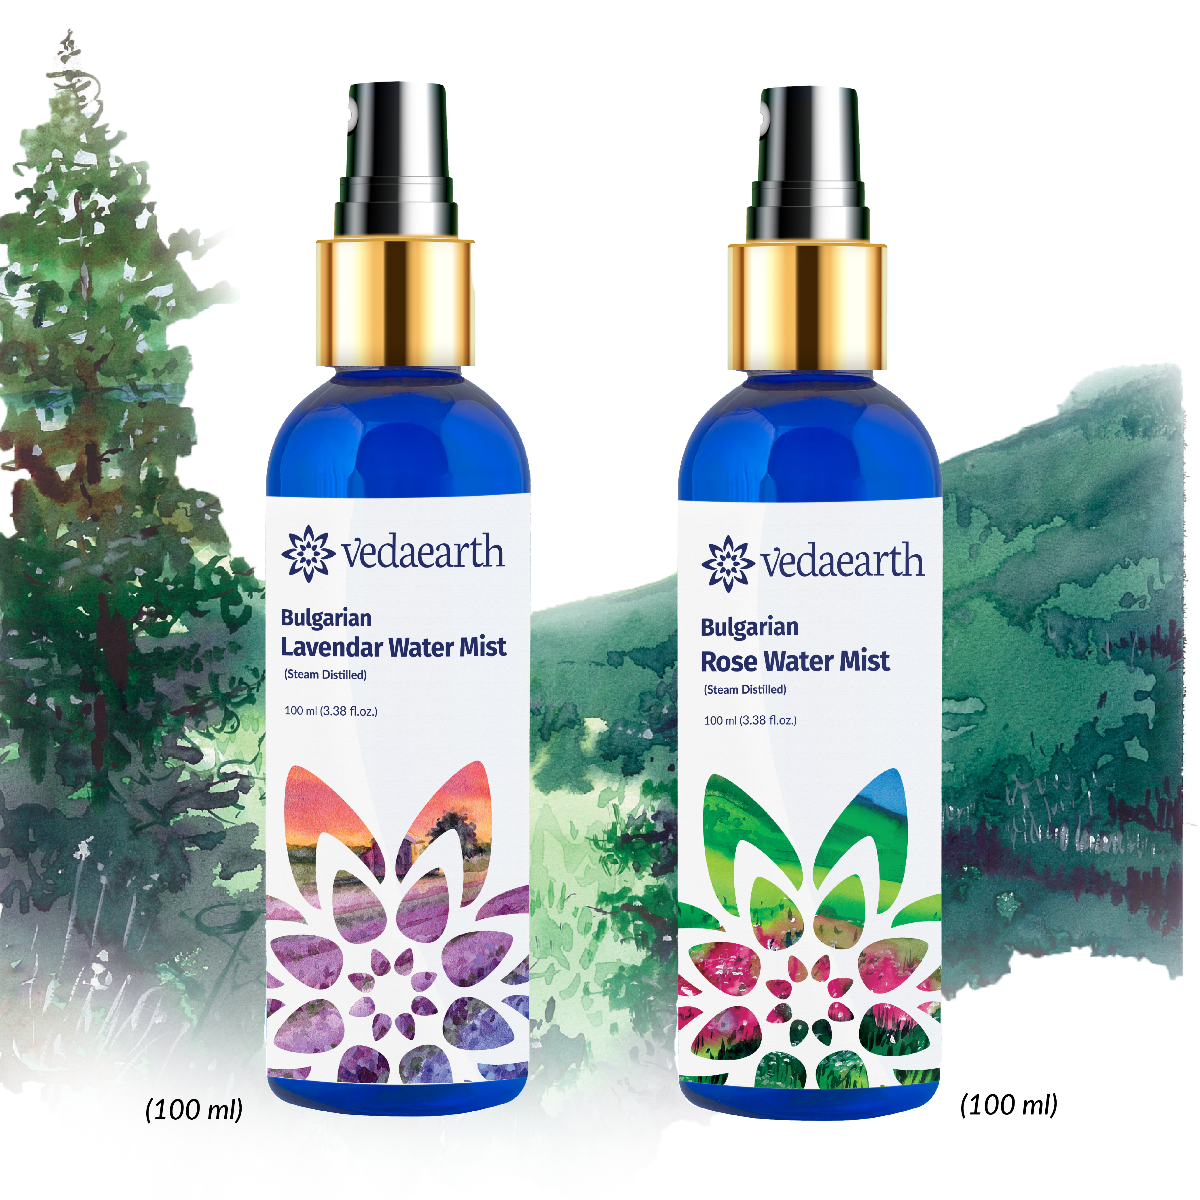 vedaearth
Bulgarian
Lavendar Water Mist
(Steam Distilled)
100 ml (3.38 fl.oz.)
(100 ml)
vedaearth
Bulgarian
Rose Water Mist
(Steam Distilled)
100 ml (3.38 fl.oz.)
(100 ml)